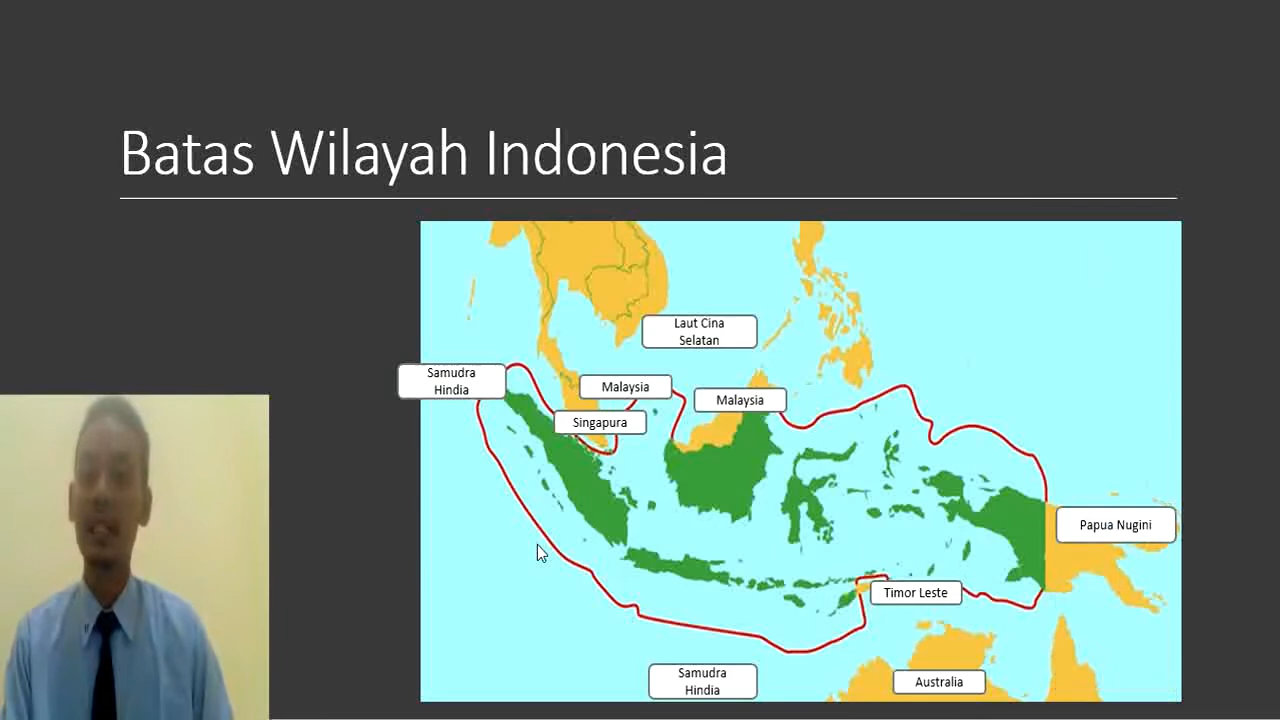 Batas Wilayah Indonesia
Laut Cina
Selatan
Samudra
Hindia
Malaysia
Malaysia
Singapura
Papua Nugini
Timor Leste
Samudra
Hindia
Australia